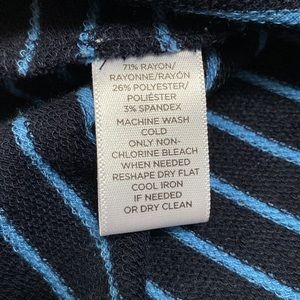 71% RAYON/
RAYONNE/RAYÓN
26% POLYESTER/
POLIÉSTER
3% SPANDEX
MACHINE WASH
COLD
ONLY NON-
CHLORINE BLEACH
WHEN NEEDED
RESHAPE DRY FLAT
COOL IRON
IF NEEDED
OR DRY CLEAN